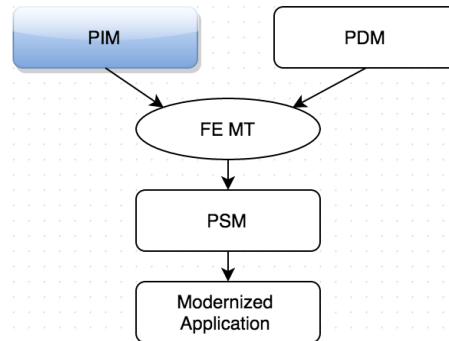 PIM
PDM
FE MT
PSM
Modernized
Application